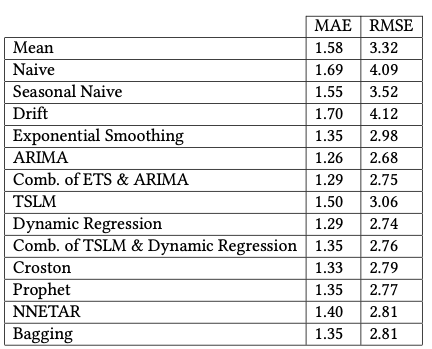 MAE RMSE
Mean 1.58 3.32
Naive 1.69 4.09
Seasonal Naive 1.55 3.52
Drift 1.70 4.12
Exponential Smoothing 1.35 2.98
ARIMA 1.26 2.68
Comb. of ETS & ARIMA 1.29 2.75
TSLM 1.50 3.06
Dynamic Regression 1.29 2.74
Comb. of TSLM & Dynamic Regression 1.35 2.76
Croston 1.33 2.79
Prophet 1.35 2.77
NNETAR 1.40 2.81
Bagging 1.35 2.81